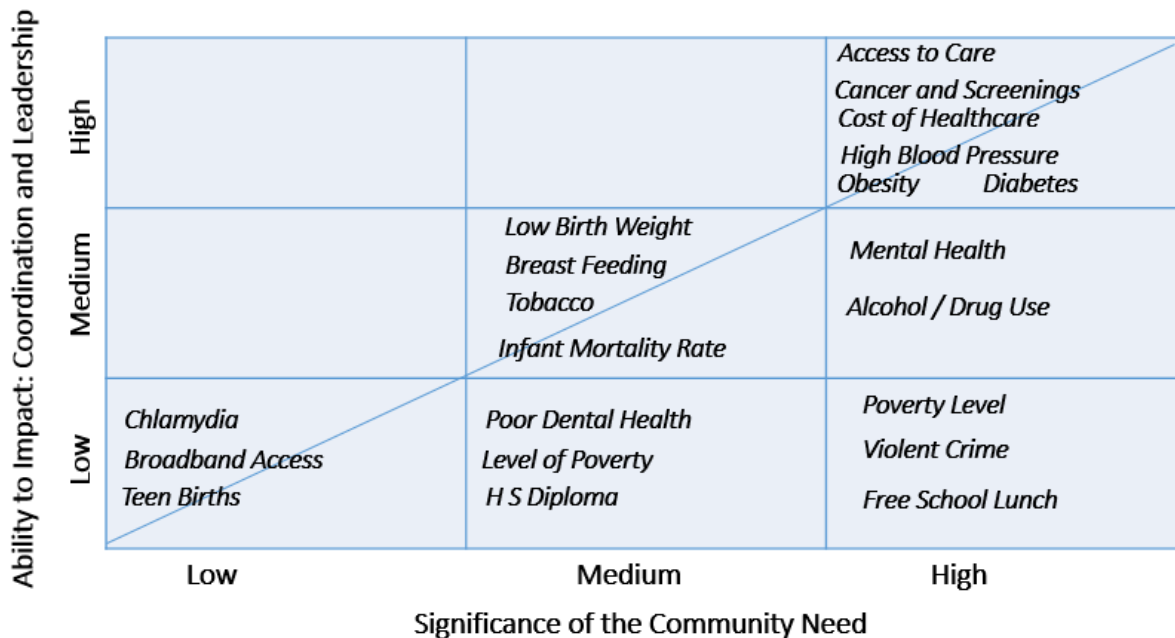 Ability to Impact: Coordination and Leadership
High
Access to Care
Cancer and Screenings
Cost of Healthcare
High Blood Pressure
Obesity Diabetes
Medium
Low Birth Weight
Breast Feeding
Tobacco
Infant Mortality Rate
Mental Health
Alcohol / Drug Use
Low
Chlamydia
Broadband Access
Teen Births
Poor Dental Health
Level of Poverty
H S Diploma
Poverty Level
Violent Crime
Free School Lunch
Low Medium High
Significance of the Community Need